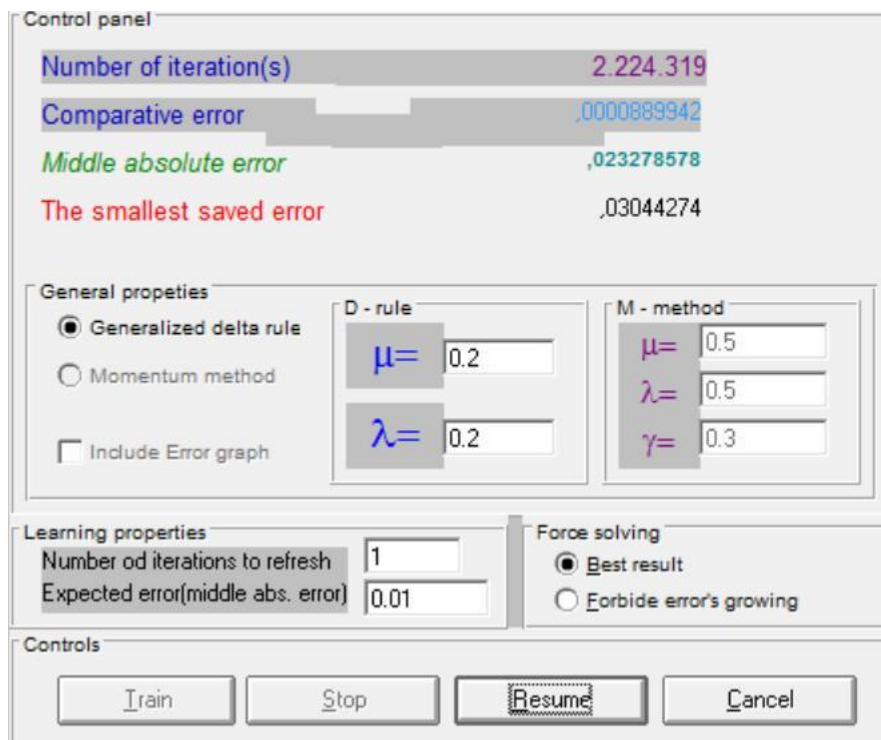 Control panel
Number of iteration(s) 2.224.319
Comparative error ,0000889942
Middle absolute error ,023278578
The smallest saved error ,03044274
General propeties
Generalized delta rule
Momentum method
Include Error graph
D - rule
μ= 0.2
λ= 0.2
M - method
μ= 0.5
λ= 0.5
γ= 0.3
Learning properties
Number od iterations to refresh 1
Expected error(middle abs. error) 0.01
Force solving
Best result
Forbide error's growing
Controls
Train Stop Resume Cancel